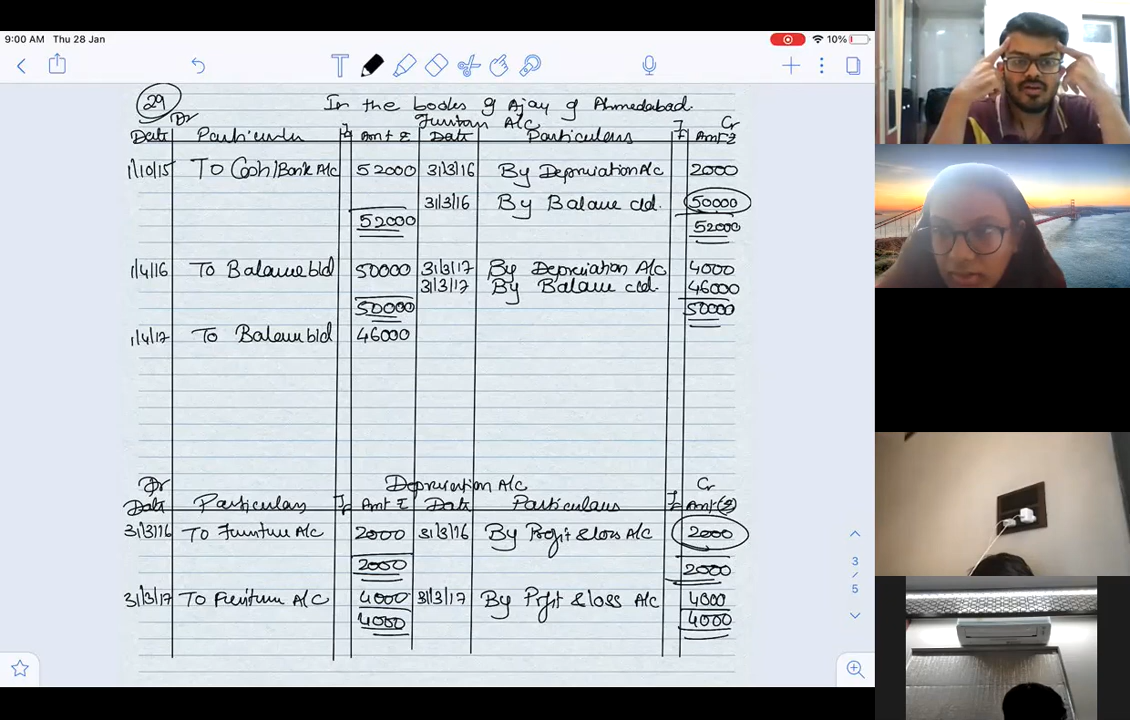 9:00 AM Thu 28 Jan
10%
29 In the books of Ajay of Ahmedabad.
Dr Furniture A/c Cr
Date Particulars J/F Amt ₹ Date Particulars J/F Amt ₹
1/10/15 To Cash/Bank A/c 52000 31/3/16 By Depreciation A/c 2000
31/3/16 By Balance c/d. 50000
52000 52000
1/4/16 To Balance b/d 50000 31/3/17 By Depreciation A/c 4000
31/3/17 By Balance c/d. 46000
50000 50000
1/4/17 To Balance b/d 46000
Dr Depreciation A/c Cr
Date Particulars J/F Amt ₹ Date Particulars J/F Amt (₹)
31/3/16 To Furniture A/c 2000 31/3/16 By Profit & loss A/c 2000
2000 2000
31/3/17 To Furniture A/c 4000 31/3/17 By Profit & loss A/c 4000
4000 4000
3 / 5